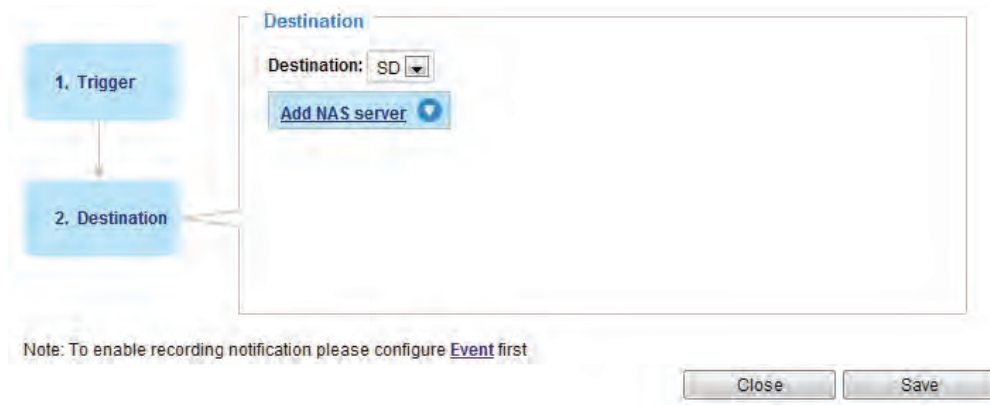 Destination
1. Trigger
Destination: SD
Add NAS server
2. Destination
Note: To enable recording notification please configure Event first
Close Save